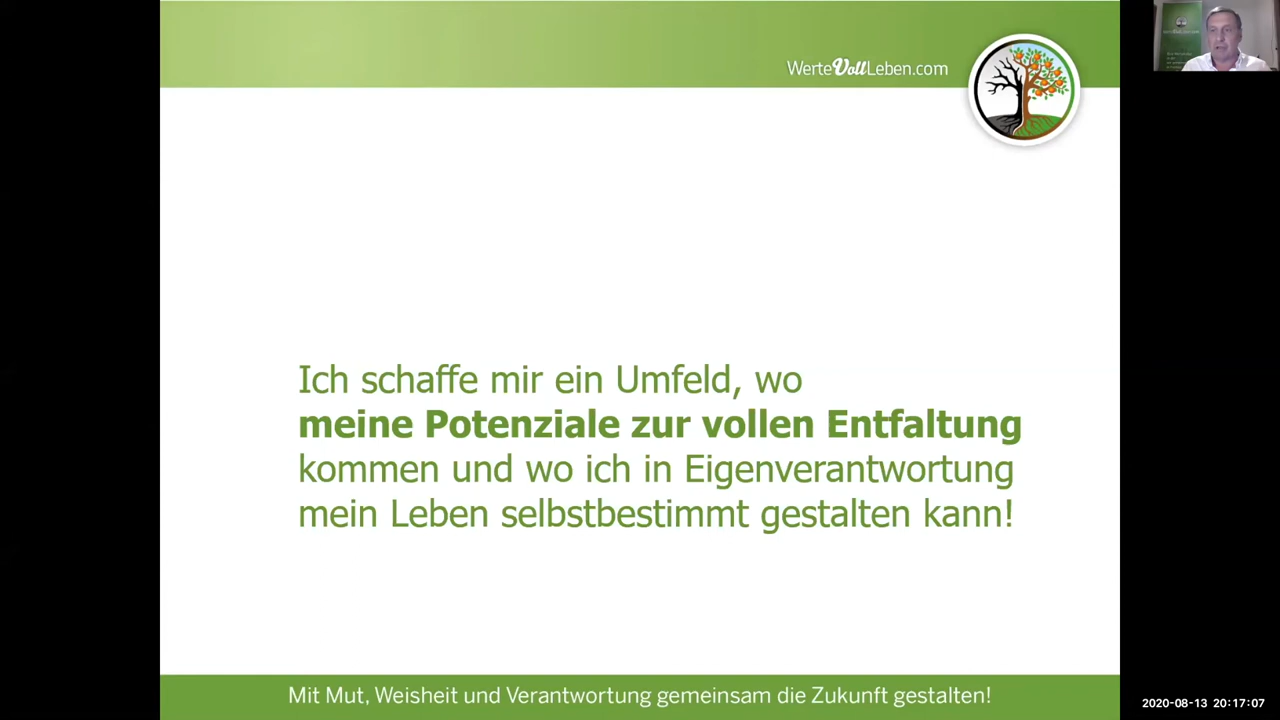 WerteVollLeben.com
Ich schaffe mir ein Umfeld, wo
meine Potenziale zur vollen Entfaltung
kommen und wo ich in Eigenverantwortung
mein Leben selbstbestimmt gestalten kann!
Mit Mut, Weisheit und Verantwortung gemeinsam die Zukunft gestalten!
2020-08-13 20:17:07